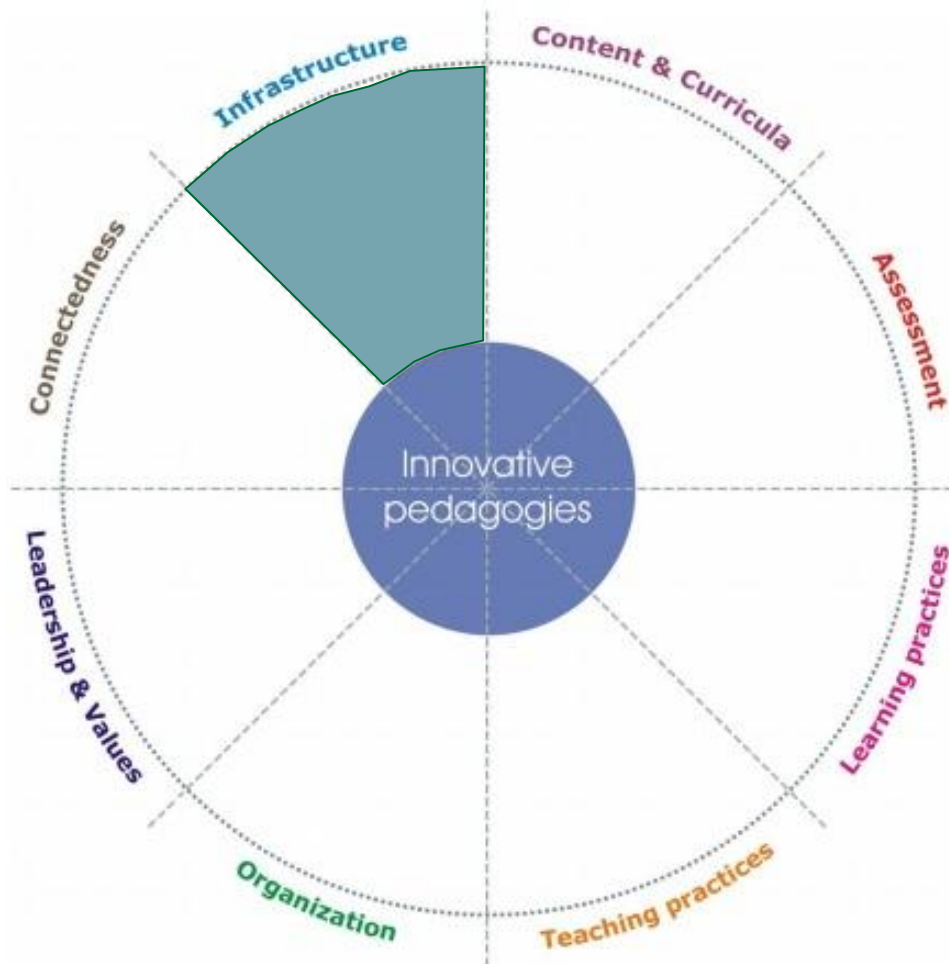 Infrastructure
Content & Curricula
Connectedness
Assessment
Innovative
pedagogies
Leadership & Values
Learning practices
Organization
Teaching practices